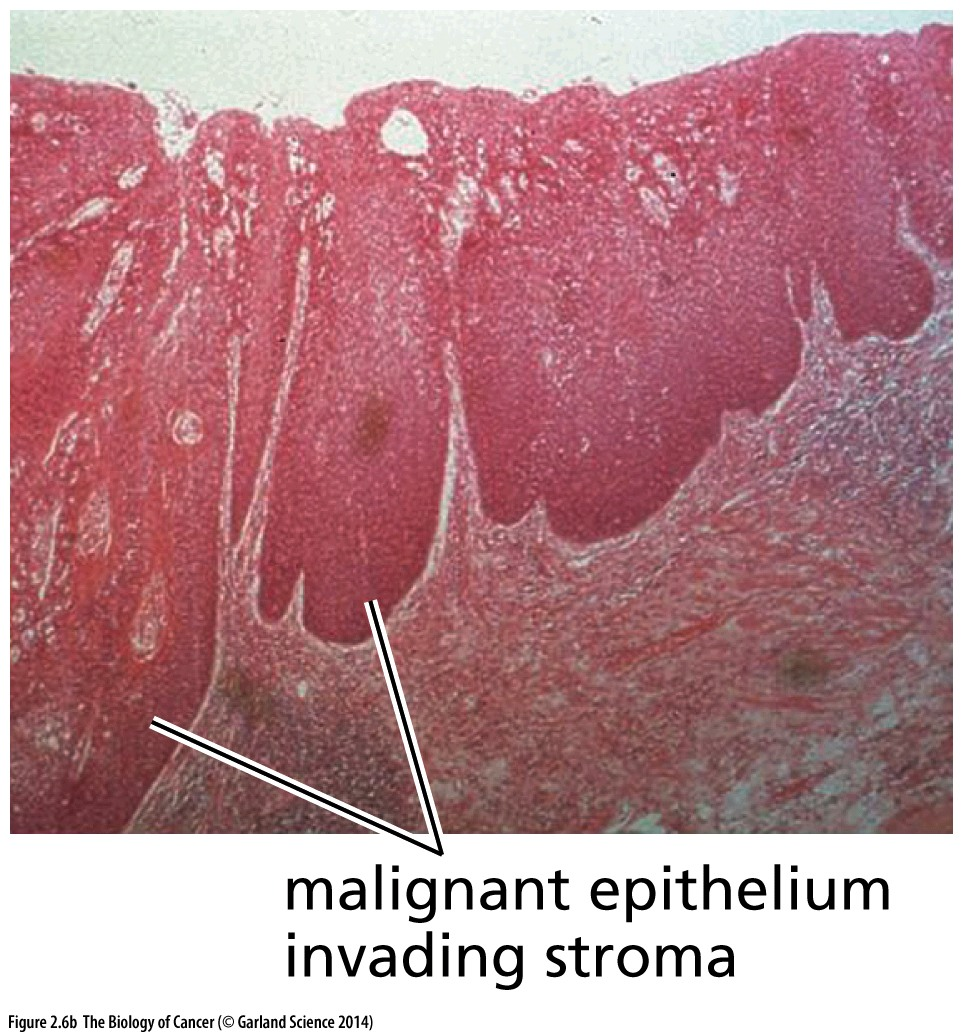 malignant epithelium
invading stroma
Figure 2.6b The Biology of Cancer (© Garland Science 2014)